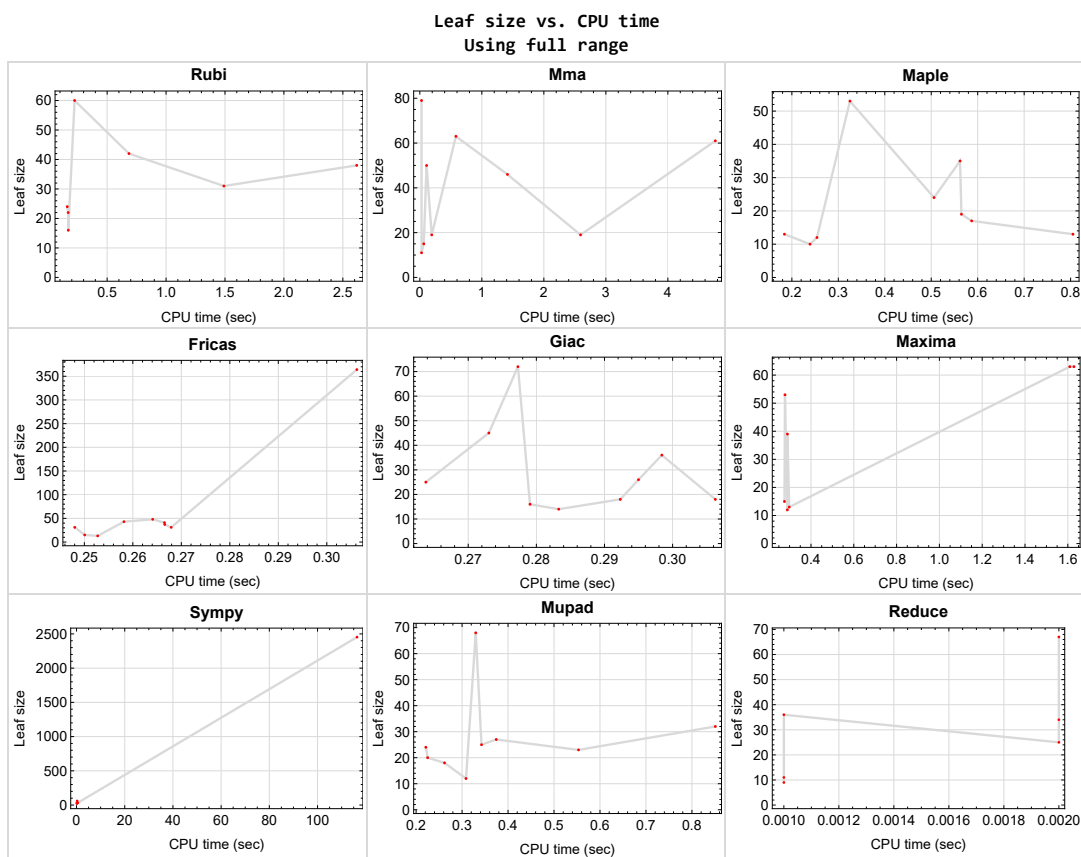 Leaf size vs. CPU time
Using full range
Rubi
Leaf size
60
50
40
30
20
10
0
0.5 1.0 1.5 2.0 2.5
CPU time (sec)
Mma
Leaf size
80
60
40
20
0
0 1 2 3 4
CPU time (sec)
Maple
Leaf size
50
40
30
20
10
0
0.2 0.3 0.4 0.5 0.6 0.7 0.8
CPU time (sec)
Fricas
Leaf size
350
300
250
200
150
100
50
0
0.25 0.26 0.27 0.28 0.29 0.30
CPU time (sec)
Giac
Leaf size
70
60
50
40
30
20
10
0
0.27 0.28 0.29 0.30
CPU time (sec)
Maxima
Leaf size
60
50
40
30
20
10
0
0.4 0.6 0.8 1.0 1.2 1.4 1.6
CPU time (sec)
Sympy
Leaf size
2500
2000
1500
1000
500
0
0 20 40 60 80 100
CPU time (sec)
Mupad
Leaf size
70
60
50
40
30
20
10
0
0.2 0.3 0.4 0.5 0.6 0.7 0.8
CPU time (sec)
Reduce
Leaf size
70
60
50
40
30
20
10
0
0.0010 0.0012 0.0014 0.0016 0.0018 0.0020
CPU time (sec)